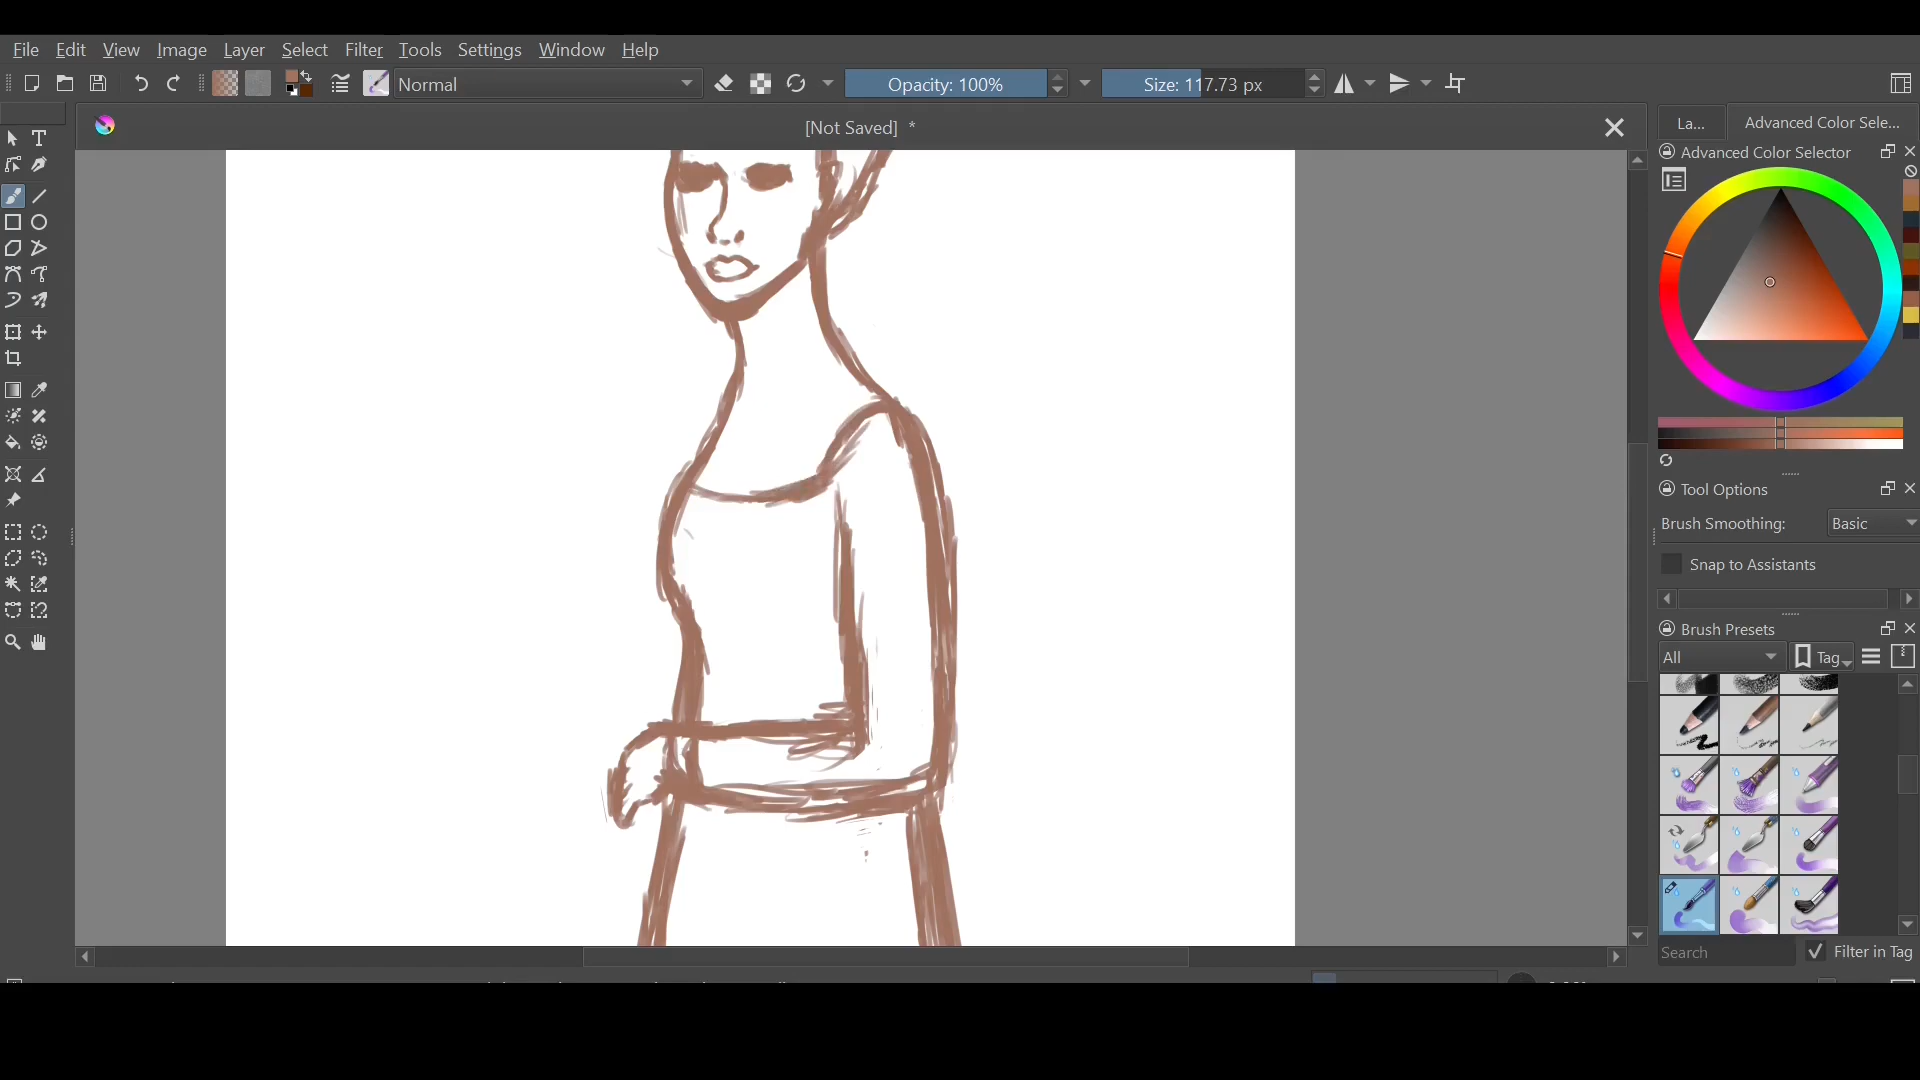 File Edit View Image Layer Select Filter Tools Settings Window Help
Normal Opacity: 100% Size: 117.73 px
[Not Saved] *
La... Advanced Color Sele...
Advanced Color Selector
Tool Options
Brush Smoothing: Basic
Snap to Assistants
Brush Presets
All Tag
Search Filter in Tag